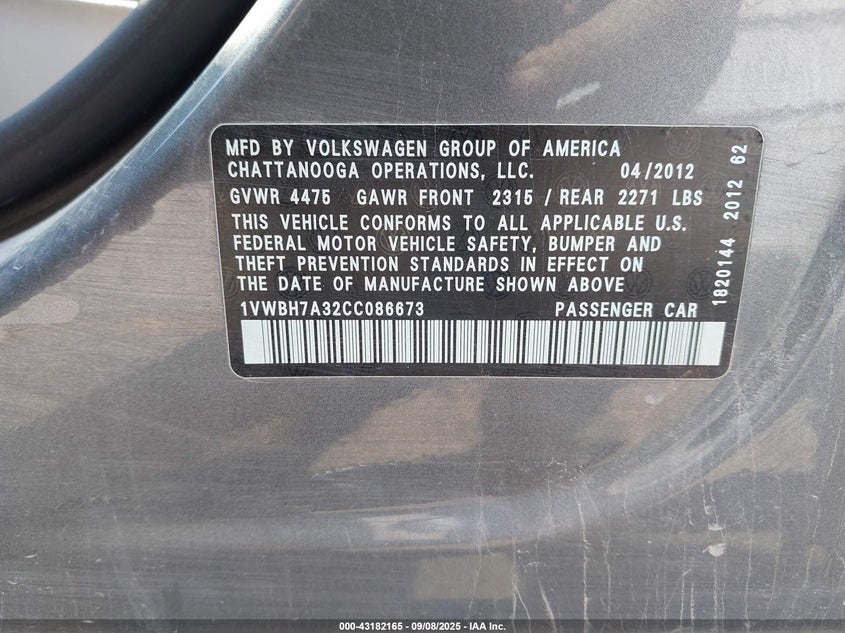 MFD BY VOLKSWAGEN GROUP OF AMERICA
CHATTANOOGA OPERATIONS, LLC. 04/2012
GVWR 4475 GAWR FRONT 2315 / REAR 2271 LBS
THIS VEHICLE CONFORMS TO ALL APPLICABLE U.S.
FEDERAL MOTOR VEHICLE SAFETY, BUMPER AND
THEFT PREVENTION STANDARDS IN EFFECT ON
THE DATE OF MANUFACTURE SHOWN ABOVE
1VWBH7A32CC086673 PASSENGER CAR
1820144 2012 62
000-43182165 - 09/08/2025 - IAA Inc.